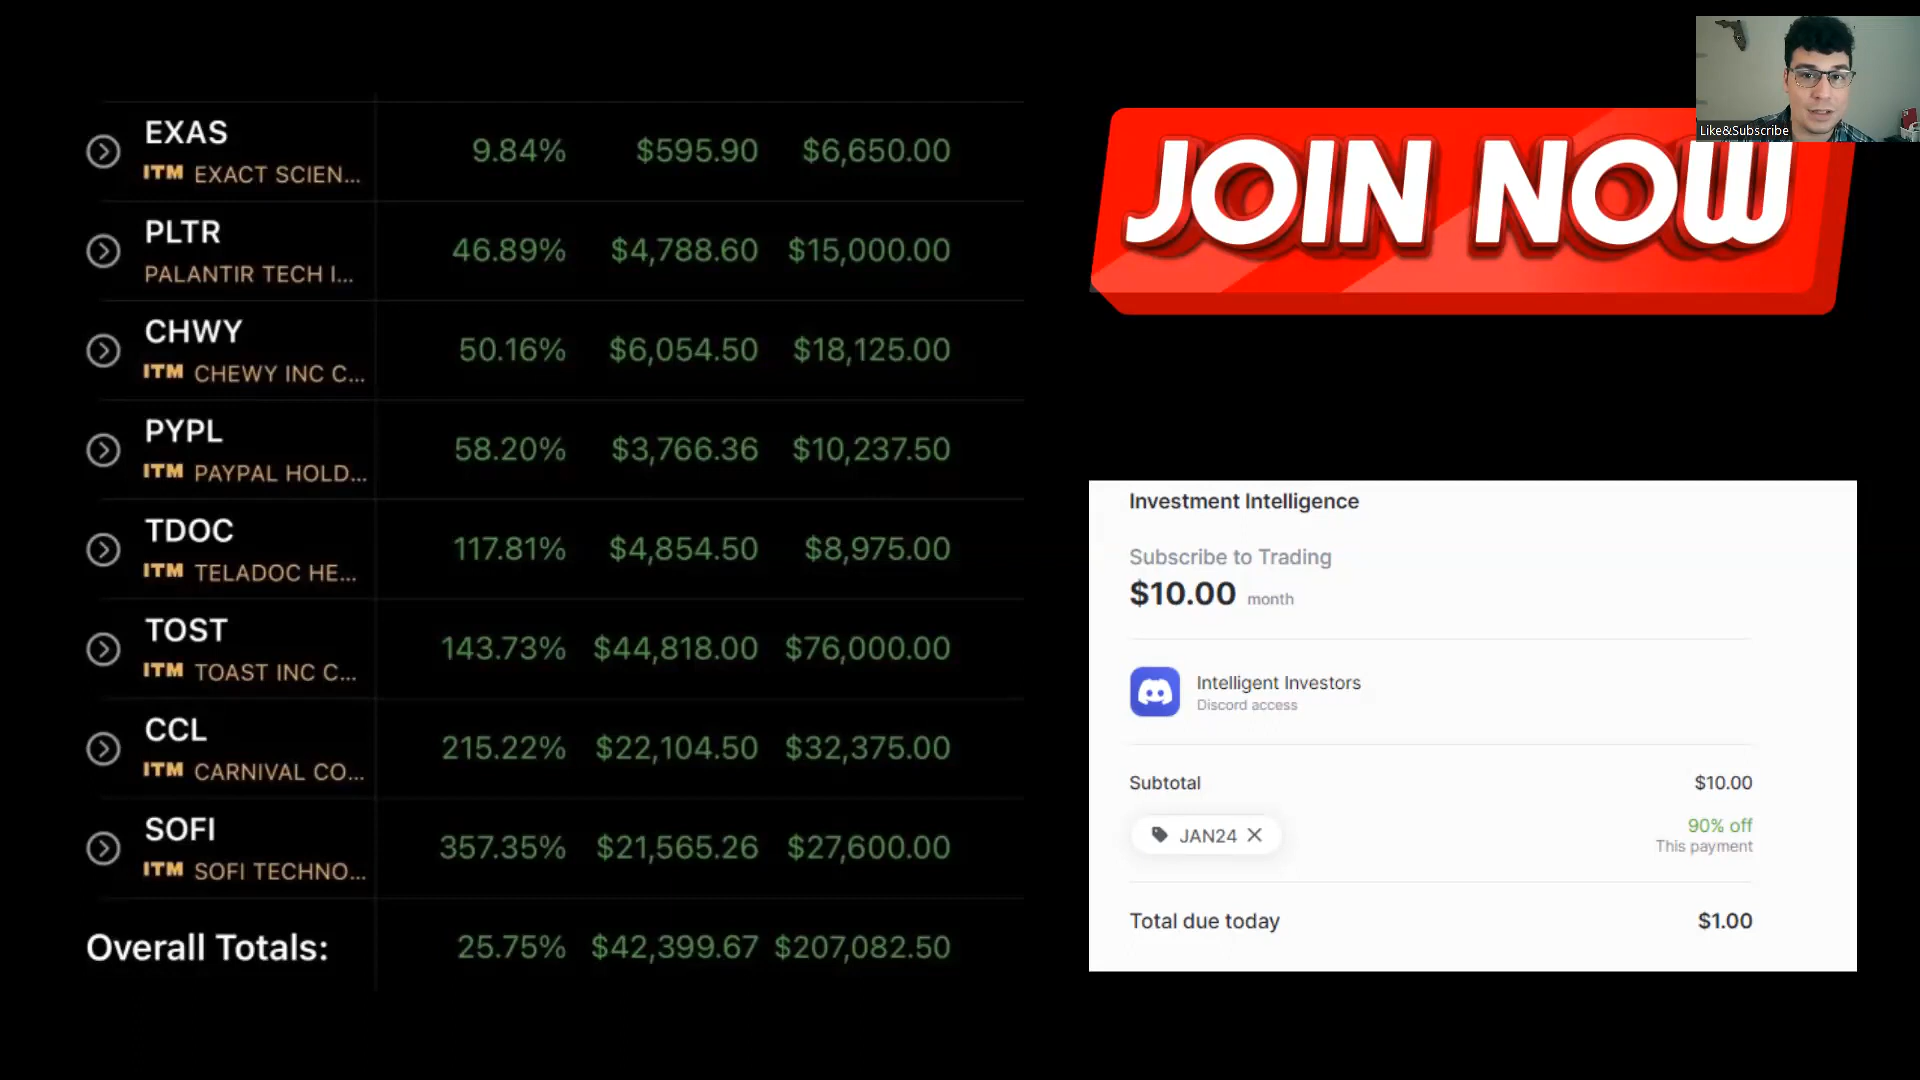 EXAS
ITM EXACT SCIEN...
9.84% $595.90 $6,650.00
PLTR
PALANTIR TECH I...
46.89% $4,788.60 $15,000.00
CHWY
ITM CHEWY INC C...
50.16% $6,054.50 $18,125.00
PYPL
ITM PAYPAL HOLD...
58.20% $3,766.36 $10,237.50
TDOC
ITM TELADOC HE...
117.81% $4,854.50 $8,975.00
TOST
ITM TOAST INC C...
143.73% $44,818.00 $76,000.00
CCL
ITM CARNIVAL CO...
215.22% $22,104.50 $32,375.00
SOFI
ITM SOFI TECHNO...
357.35% $21,565.26 $27,600.00
Overall Totals: 25.75% $42,399.67 $207,082.50
Like&Subscribe
JOIN NOW
Investment Intelligence
Subscribe to Trading
$10.00 month
Intelligent Investors
Discord access
Subtotal $10.00
JAN24
90% off
This payment
Total due today $1.00